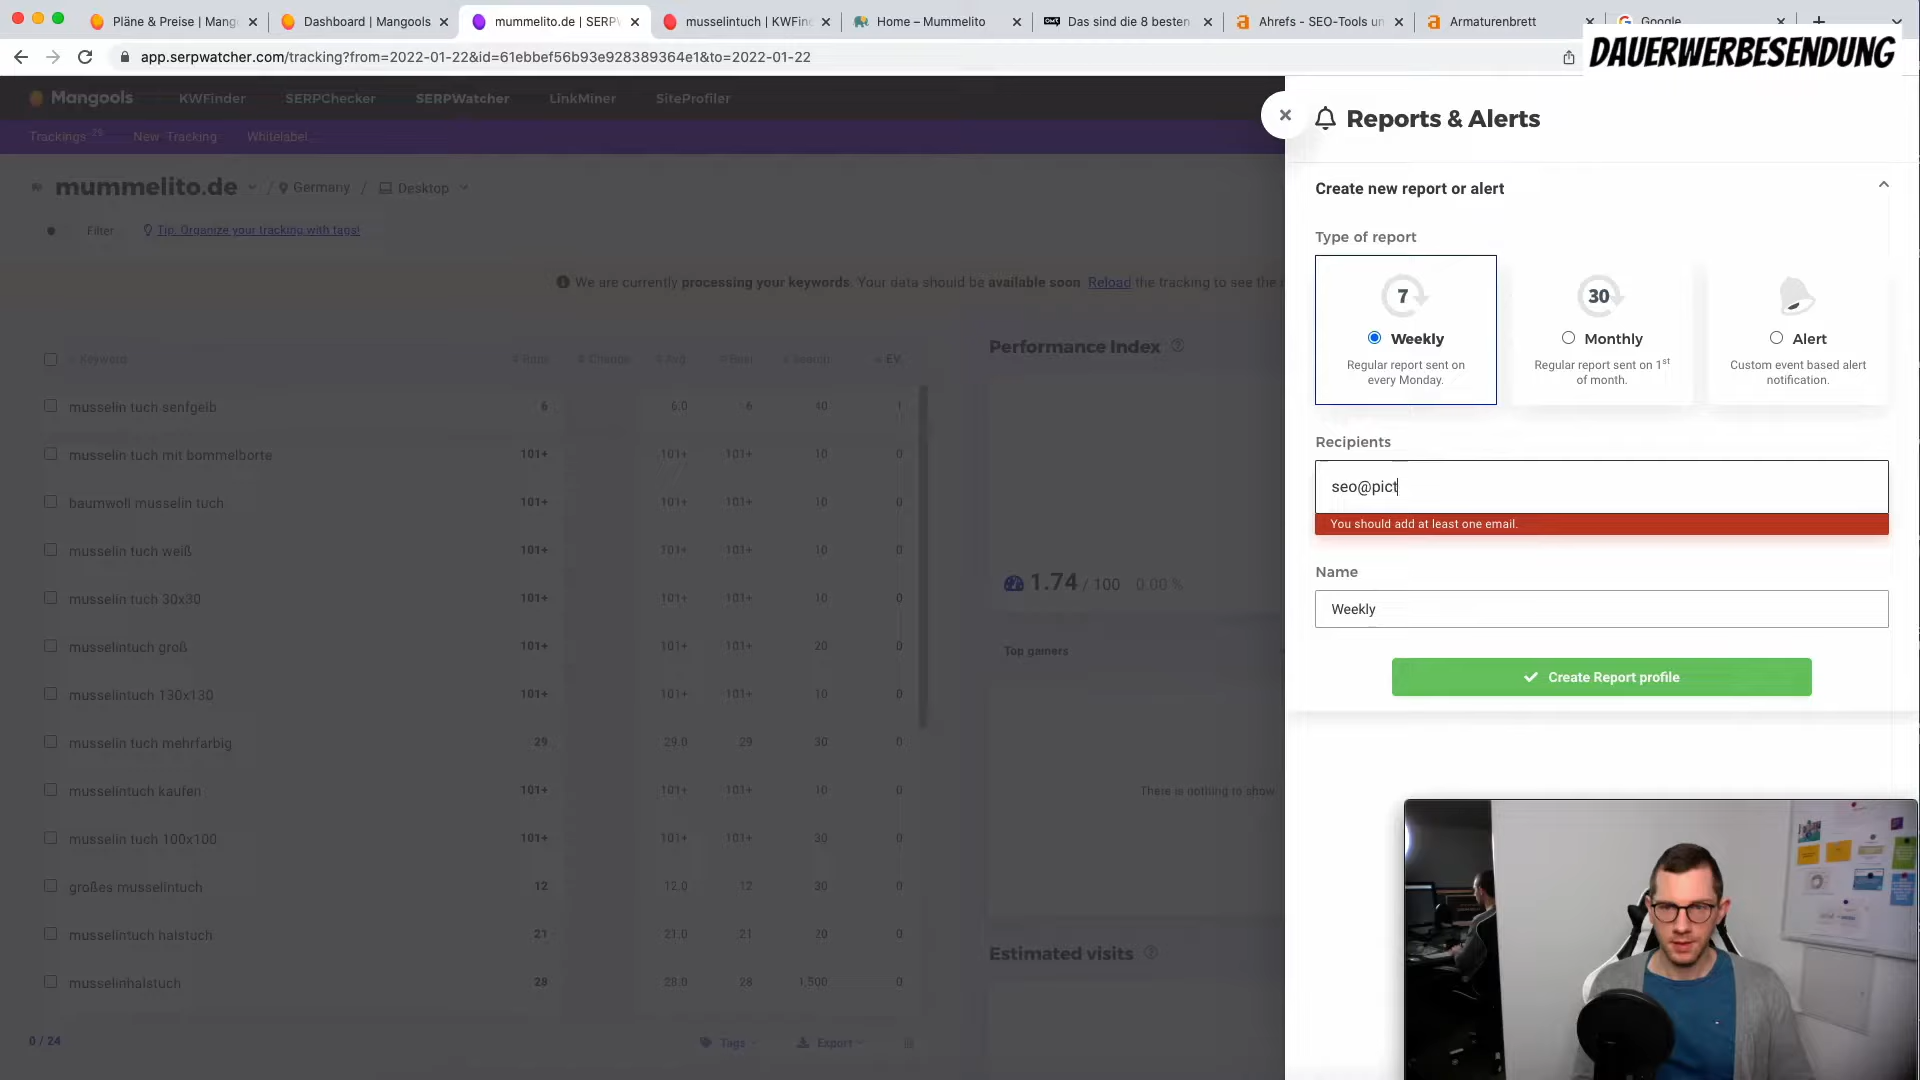 Pläne & Preise | Mang
Dashboard | Mangools
mummelito.de | SERP
musselintuch | KWFin
Home – Mummelito
OMT
Das sind die 8 besten
Ahrefs - SEO-Tools un
Armaturenbrett
Google
app.serpwatcher.com/tracking?from=2022-01-22&id=61ebbef56b93e928389364e1&to=2022-01-22
DAUERWERBESENDUNG
Mangools
KWFinder
SERPChecker
SERPWatcher
LinkMiner
SiteProfiler
Trackings 29
New Tracking
Whitelabel
mummelito.de
/ Germany / Desktop
Filter
Tip: Organize your tracking with tags!
We are currently processing your keywords. Your data should be available soon. Reload the tracking to see the
Keyword
# Rank
# Change
# Avg.
# Best
# Search
EV
musselin tuch senfgelb 6 6.0 6 40 1
musselin tuch mit bommelborte 101+ 101+ 101+ 10 0
baumwoll musselin tuch 101+ 101+ 101+ 10 0
musselin tuch weiß 101+ 101+ 101+ 10 0
musselin tuch 30x30 101+ 101+ 101+ 10 0
musselintuch groß 101+ 101+ 101+ 20 0
musselintuch 130x130 101+ 101+ 101+ 10 0
musselin tuch mehrfarbig 29 29.0 29 30 0
musselintuch kaufen 101+ 101+ 101+ 10 0
musselin tuch 100x100 101+ 101+ 101+ 30 0
großes musselintuch 12 12.0 12 30 0
musselintuch halstuch 21 21.0 21 20 0
musselinhalstuch 28 28.0 28 1,500 0
0 / 24
Tags
Export
Performance Index
1.74 / 100 0.00 %
Top gainers
There is nothing to show
Estimated visits
Reports & Alerts
Create new report or alert
Type of report
7
Weekly
Regular report sent on
every Monday.
30
Monthly
Regular report sent on 1st
of month.
Alert
Custom event based alert
notification.
Recipients
seo@pict
You should add at least one email.
Name
Weekly
Create Report profile